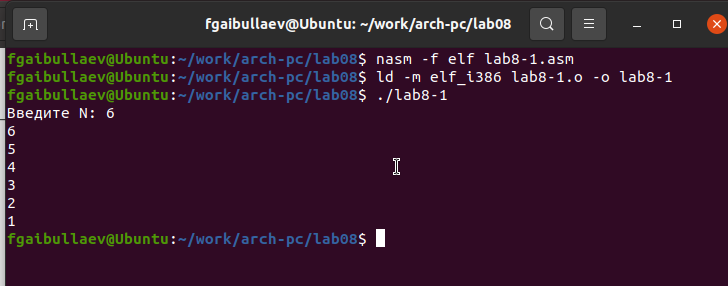 fgaibullaev@Ubuntu: ~/work/arch-pc/lab08
fgaibullaev@Ubuntu:~/work/arch-pc/lab08$ nasm -f elf lab8-1.asm
fgaibullaev@Ubuntu:~/work/arch-pc/lab08$ ld -m elf_i386 lab8-1.o -o lab8-1
fgaibullaev@Ubuntu:~/work/arch-pc/lab08$ ./lab8-1
Введите N: 6
6
5
4
3
2
1
fgaibullaev@Ubuntu:~/work/arch-pc/lab08$